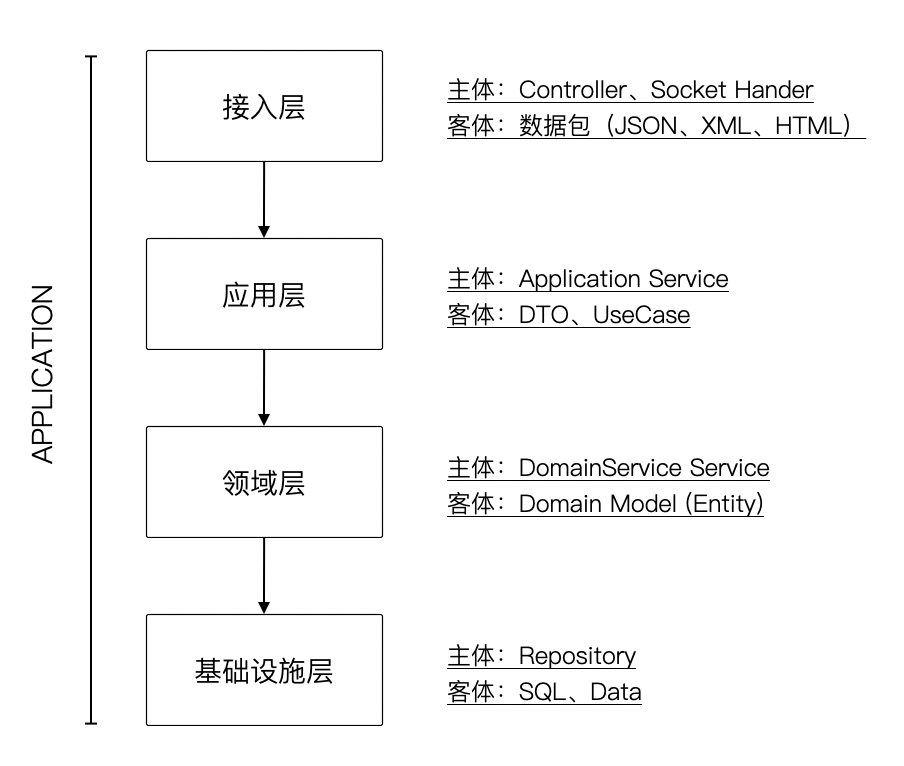 APPLICATION
接入层
主体：Controller、Socket Hander
客体：数据包（JSON、XML、HTML）
应用层
主体：Application Service
客体：DTO、UseCase
领域层
主体：DomainService Service
客体：Domain Model (Entity)
基础设施层
主体：Repository
客体：SQL、Data